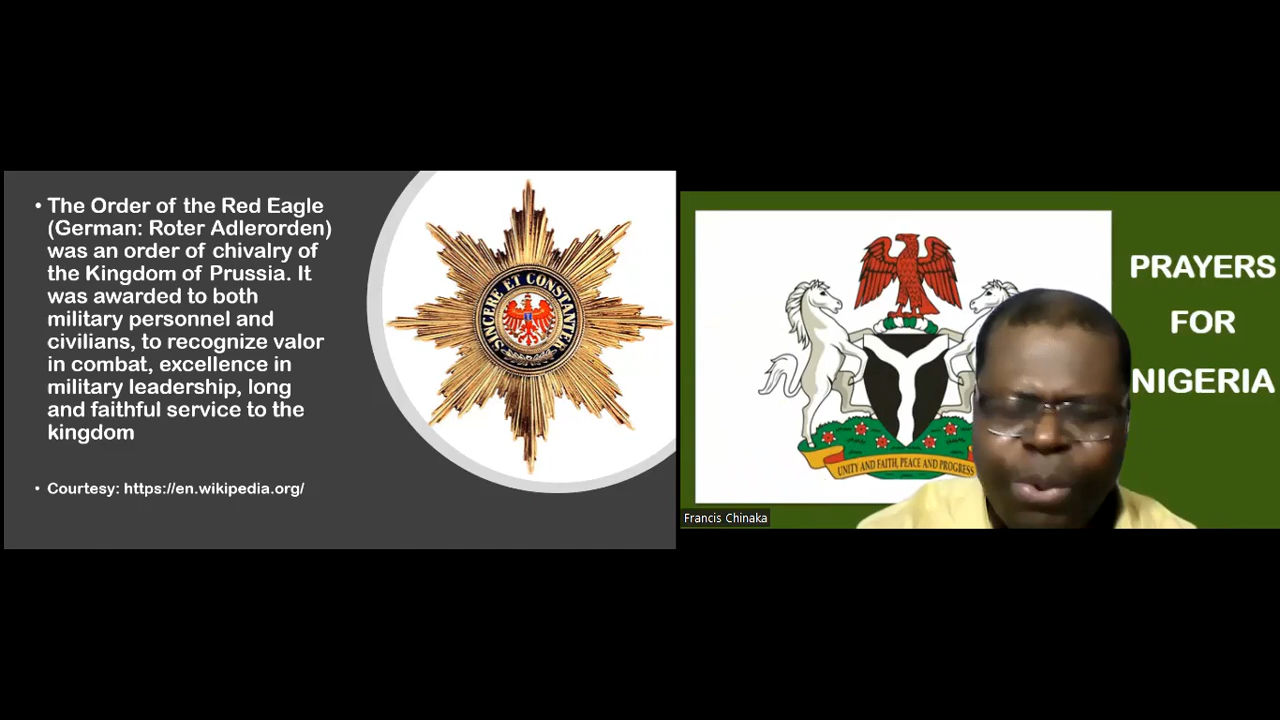 • The Order of the Red Eagle
(German: Roter Adlerorden)
was an order of chivalry of
the Kingdom of Prussia. It
was awarded to both
military personnel and
civilians, to recognize valor
in combat, excellence in
military leadership, long
and faithful service to the
kingdom
• Courtesy: https://en.wikipedia.org/
SINCERE ET CONSTANTER
PRAYERS
FOR
NIGERIA
UNITY AND FAITH, PEACE AND PROGRESS
Francis Chinaka